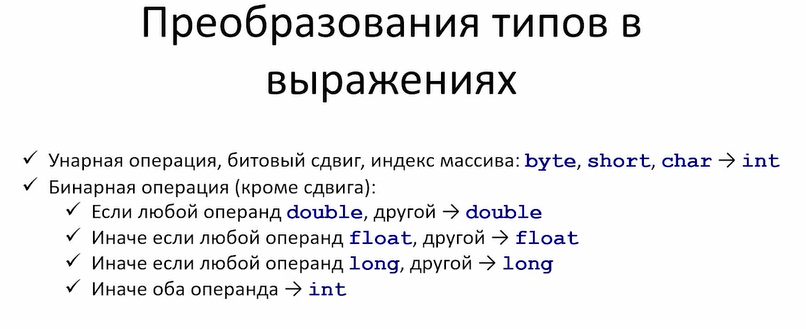 Преобразования типов в
выражениях
✓ Унарная операция, битовый сдвиг, индекс массива: byte, short, char → int
✓ Бинарная операция (кроме сдвига):
✓ Если любой операнд double, другой → double
✓ Иначе если любой операнд float, другой → float
✓ Иначе если любой операнд long, другой → long
✓ Иначе оба операнда → int